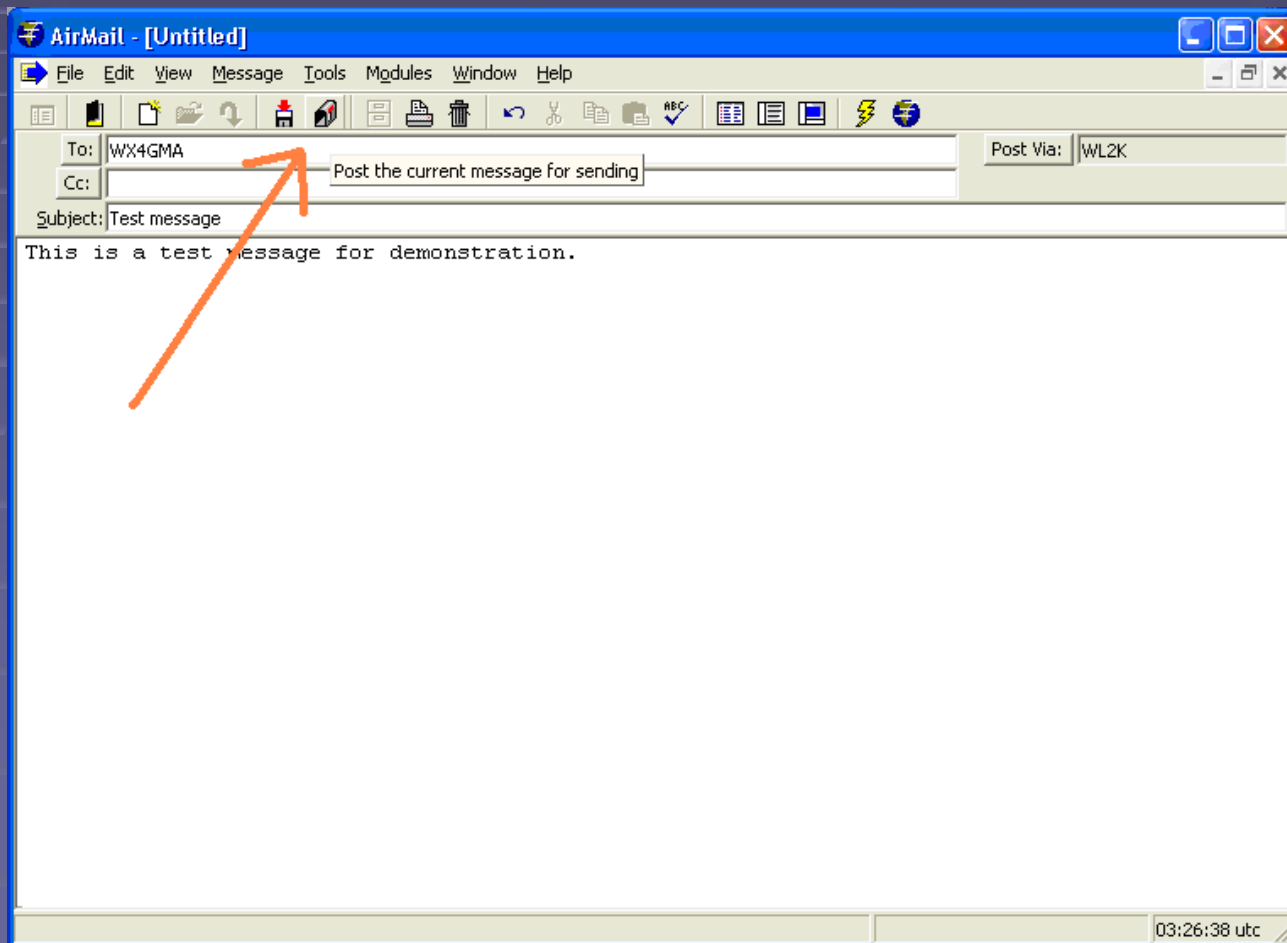 AirMail - [Untitled]
File Edit View Message Tools Modules Window Help
ABC
To: WX4GMA Post Via: WL2K
Post the current message for sending
Cc:
Subject: Test message
This is a test message for demonstration.
03:26:38 utc